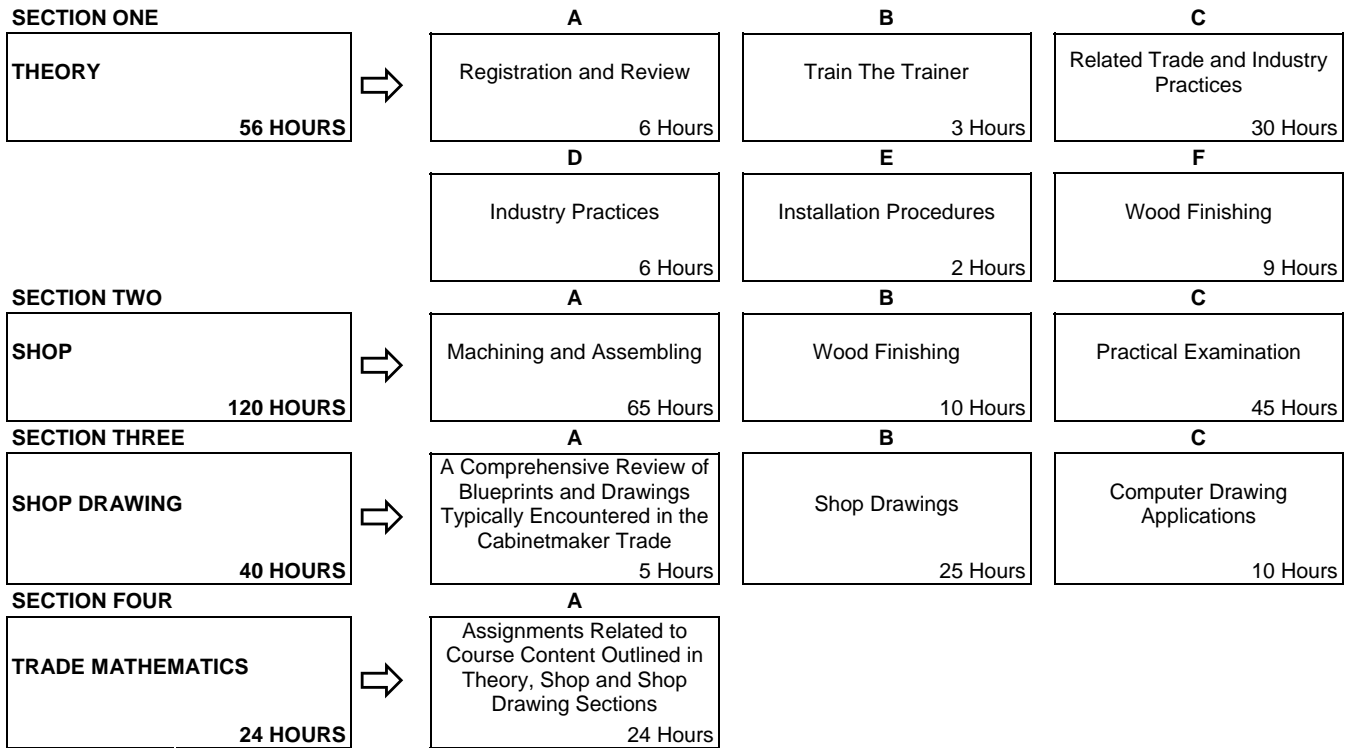 SECTION ONE
A
B
C
THEORY
56 HOURS
Registration and Review
6 Hours
Train The Trainer
3 Hours
Related Trade and Industry
Practices
30 Hours
D
E
F
Industry Practices
6 Hours
Installation Procedures
2 Hours
Wood Finishing
9 Hours
SECTION TWO
A
B
C
SHOP
120 HOURS
Machining and Assembling
65 Hours
Wood Finishing
10 Hours
Practical Examination
45 Hours
SECTION THREE
A
B
C
SHOP DRAWING
40 HOURS
A Comprehensive Review of
Blueprints and Drawings
Typically Encountered in the
Cabinetmaker Trade
5 Hours
Shop Drawings
25 Hours
Computer Drawing
Applications
10 Hours
SECTION FOUR
A
TRADE MATHEMATICS
24 HOURS
Assignments Related to
Course Content Outlined in
Theory, Shop and Shop
Drawing Sections
24 Hours